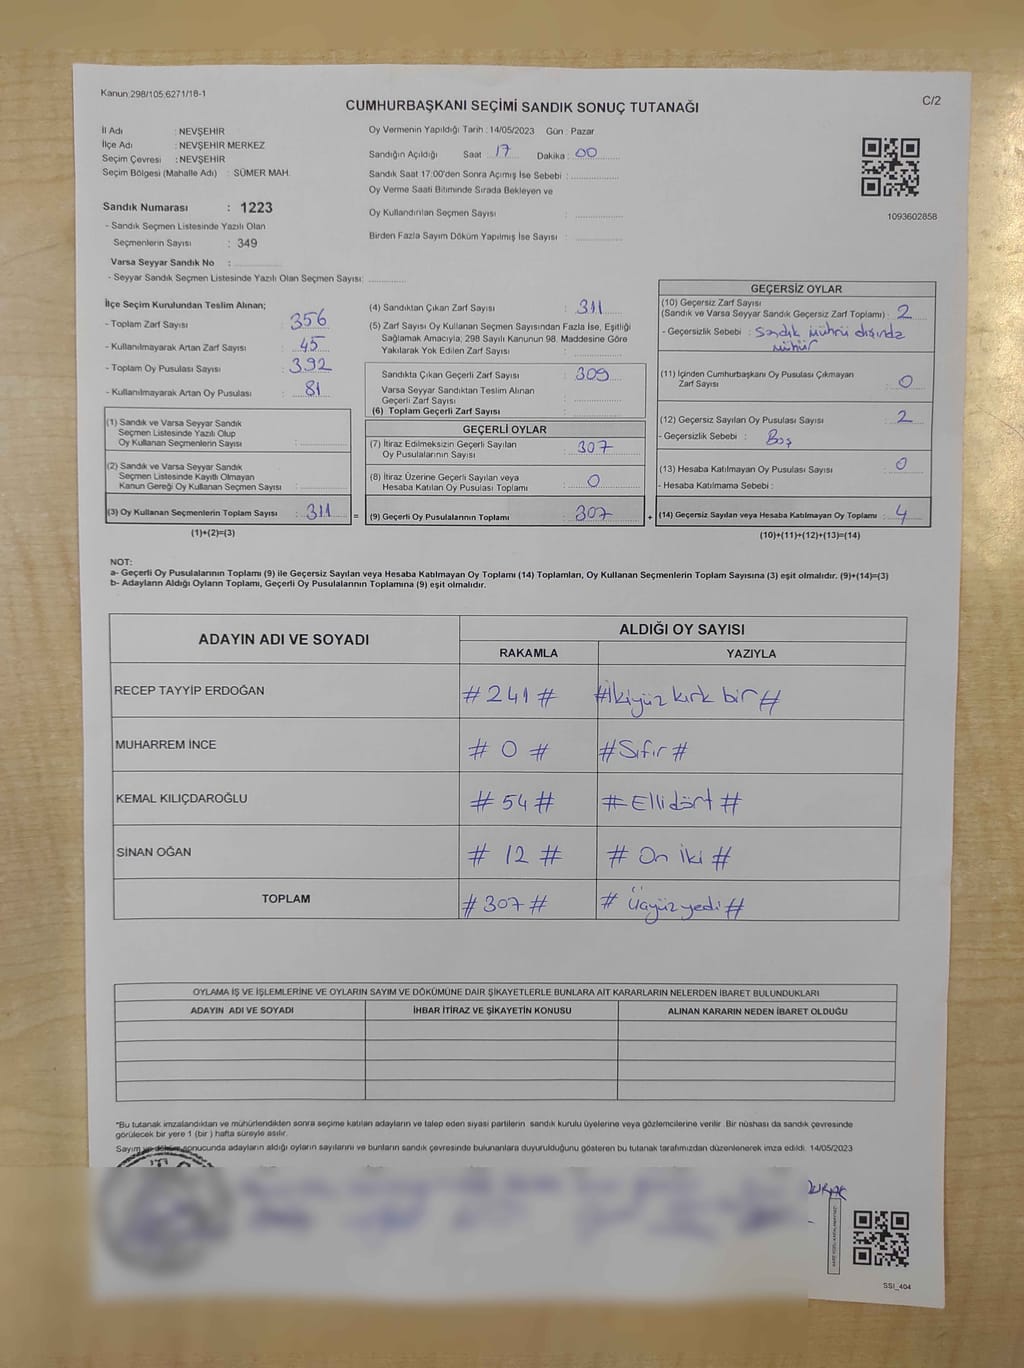 Kanun:298/105:6271/18-1
CUMHURBAŞKANI SEÇİMİ SANDIK SONUÇ TUTANAĞI
C/2
İl Adı : NEVŞEHİR
İlçe Adı : NEVŞEHİR MERKEZ
Seçim Çevresi : NEVŞEHİR
Seçim Bölgesi (Mahalle Adı) : SÜMER MAH.
Oy Vermenin Yapıldığı Tarih : 14/05/2023 Gün : Pazar
Sandığın Açıldığı Saat : 17 Dakika : 00
Sandık Saat 17:00'den Sonra Açımış İse Sebebi :
Oy Verme Saati Bitiminde Sırada Bekleyen ve
Oy Kullandırılan Seçmen Sayısı :
Birden Fazla Sayım Döküm Yapılmış İse Sayısı :
1093602858
Sandık Numarası : 1223
- Sandık Seçmen Listesinde Yazılı Olan
Seçmenlerin Sayısı : 349
Varsa Seyyar Sandık No :
- Seyyar Sandık Seçmen Listesinde Yazılı Olan Seçmen Sayısı:
İlçe Seçim Kurulundan Teslim Alınan;
- Toplam Zarf Sayısı : 356
- Kullanılmayarak Artan Zarf Sayısı : 45
- Toplam Oy Pusulası Sayısı : 392
- Kullanılmayarak Artan Oy Pusulası : 81
(1) Sandık ve Varsa Seyyar Sandık
Seçmen Listesinde Yazılı Olup
Oy Kullanan Seçmenlerin Sayısı :
(2) Sandık ve Varsa Seyyar Sandık
Seçmen Listesinde Kayıtlı Olmayan
Kanun Gereği Oy Kullanan Seçmen Sayısı :
(3) Oy Kullanan Seçmenlerin Toplam Sayısı : 311
(1)+(2)=(3)
=
(4) Sandıktan Çıkan Zarf Sayısı : 311
(5) Zarf Sayısı Oy Kullanan Seçmen Sayısından Fazla İse, Eşitliği
Sağlamak Amacıyla; 298 Sayılı Kanunun 98. Maddesine Göre
Yakılarak Yok Edilen Zarf Sayısı :
Sandıkta Çıkan Geçerli Zarf Sayısı : 309
Varsa Seyyar Sandıktan Teslim Alınan
Geçerli Zarf Sayısı :
(6) Toplam Geçerli Zarf Sayısı :
GEÇERLİ OYLAR
(7) İtiraz Edilmeksizin Geçerli Sayılan
Oy Pusulalarının Sayısı : 307
(8) İtiraz Üzerine Geçerli Sayılan veya
Hesaba Katılan Oy Pusulası Toplamı : 0
(9) Geçerli Oy Pusulalarının Toplamı : 307
+
GEÇERSİZ OYLAR
(10) Geçersiz Zarf Sayısı
(Sandık ve Varsa Seyyar Sandık Geçersiz Zarf Toplamı) : 2
- Geçersizlik Sebebi : Sandık mührü dışında
mühür
(11) İçinden Cumhurbaşkanı Oy Pusulası Çıkmayan
Zarf Sayısı : 0
(12) Geçersiz Sayılan Oy Pusulası Sayısı : 2
- Geçersizlik Sebebi : Boş
(13) Hesaba Katılmayan Oy Pusulası Sayısı : 0
- Hesaba Katılmama Sebebi :
(14) Geçersiz Sayılan veya Hesaba Katılmayan Oy Toplamı : 4
(10)+(11)+(12)+(13)=(14)
NOT:
a- Geçerli Oy Pusulalarının Toplamı (9) ile Geçersiz Sayılan veya Hesaba Katılmayan Oy Toplamı (14) Toplamları, Oy Kullanan Seçmenlerin Toplam Sayısına (3) eşit olmalıdır. (9)+(14)=(3)
b- Adayların Aldığı Oyların Toplamı, Geçerli Oy Pusulalarının Toplamına (9) eşit olmalıdır.
ADAYIN ADI VE SOYADI
ALDIĞI OY SAYISI
RAKAMLA YAZIYLA
RECEP TAYYİP ERDOĞAN # 241 # #İkiyüz kırk bir#
MUHARREM İNCE # 0 # #Sıfır#
KEMAL KILIÇDAROĞLU # 54 # #Ellidört#
SİNAN OĞAN # 12 # # On İki #
TOPLAM # 307 # # Üçyüzyedi#
OYLAMA İŞ VE İŞLEMLERİNE VE OYLARIN SAYIM VE DÖKÜMÜNE DAİR ŞİKAYETLERLE BUNLARA AİT KARARLARIN NELERDEN İBARET BULUNDUKLARI
ADAYIN ADI VE SOYADI İHBAR İTİRAZ VE ŞİKAYETİN KONUSU ALINAN KARARIN NEDEN İBARET OLDUĞU
*Bu tutanak imzalandıktan ve mühürlendikten sonra seçime katılan adayların ve talep eden siyasi partilerin sandık kurulu üyelerine veya gözlemcilerine verilir. Bir nüshası da sandık çevresinde
görülecek bir yere 1 (bir) hafta süreyle asılır.
Sayım ve döküm sonucunda adayların aldığı oyların sayılarını ve bunların sandık çevresinde bulunanlara duyurulduğunu gösteren bu tutanak tarafımızdan düzenlenerek imza edildi. 14/05/2023
SSI_404